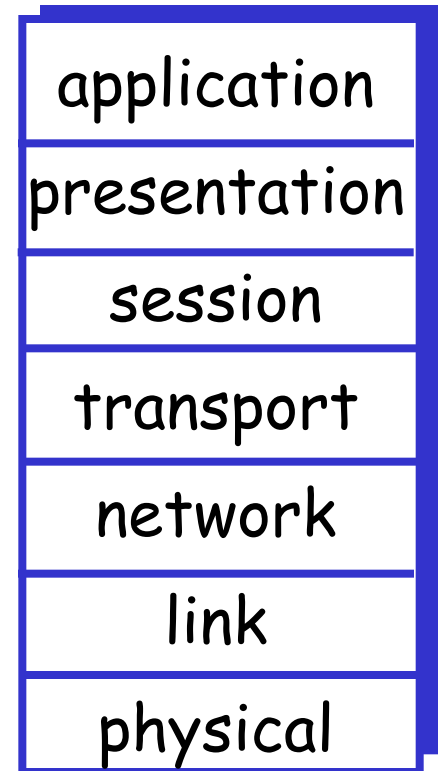 application
presentation
session
transport
network
link
physical